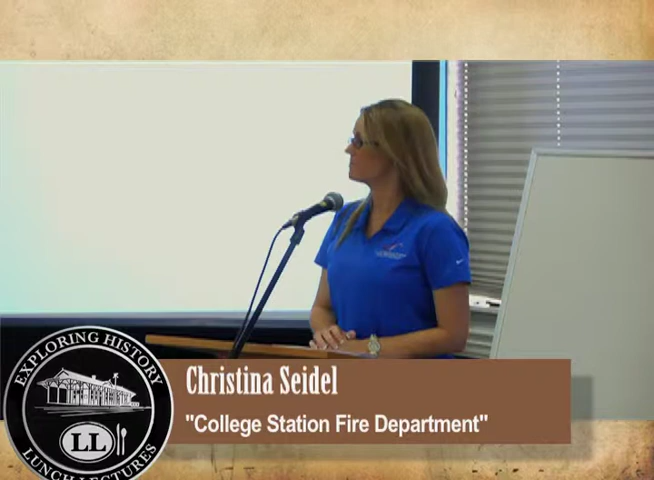 Christina Seidel
"College Station Fire Department"
EXPLORING HISTORY
LL
LUNCH LECTURES